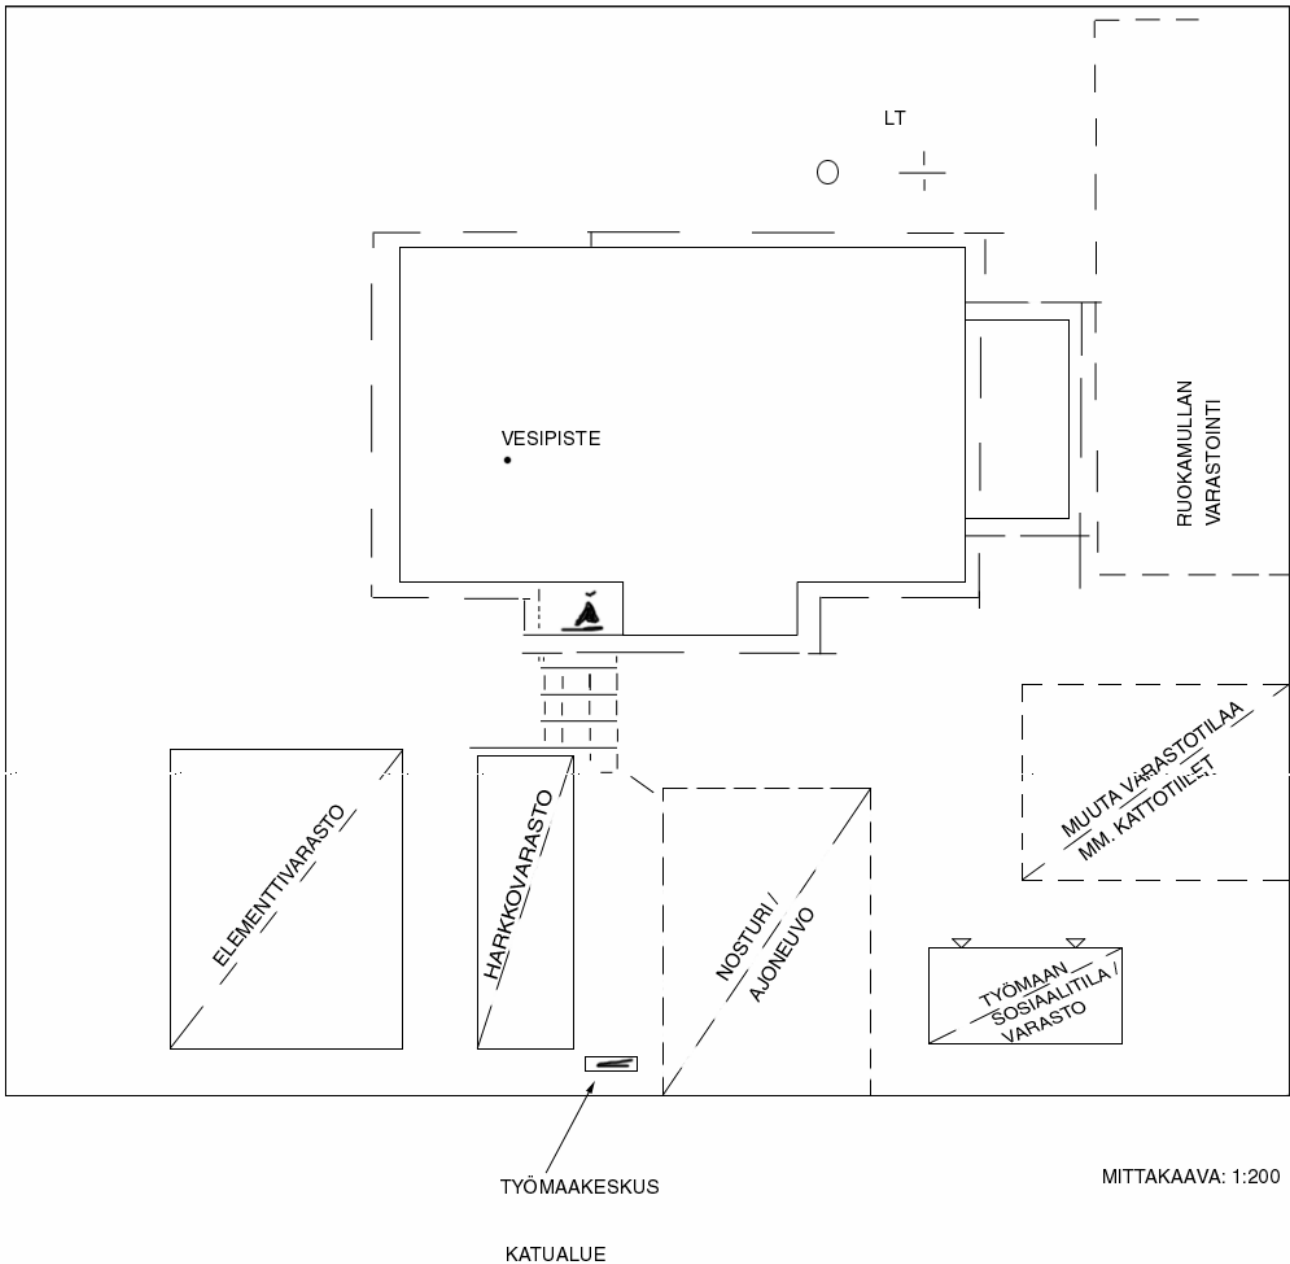 LT
VESIPISTE
RUOKAMULLAN
VARASTOINTI
MUUTA VARASTOTILAA
MM. KATTOTIILET
ELEMENTTIVARASTO
HARKKOVARASTO
NOSTURI /
AJONEUVO
TYÖMAAN
SOSIAALITILA /
VARASTO
TYÖMAAKESKUS
MITTAKAAVA: 1:200
KATUALUE